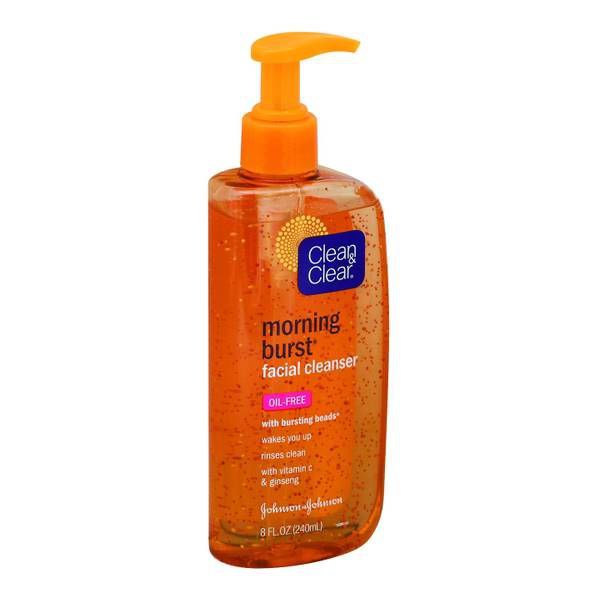 Clean &
Clear®
morning
burst®
facial cleanser
OIL-FREE
with bursting beads®
wakes you up
rinses clean
with vitamin c
& ginseng
Johnson & Johnson
8 FL.OZ (240mL)